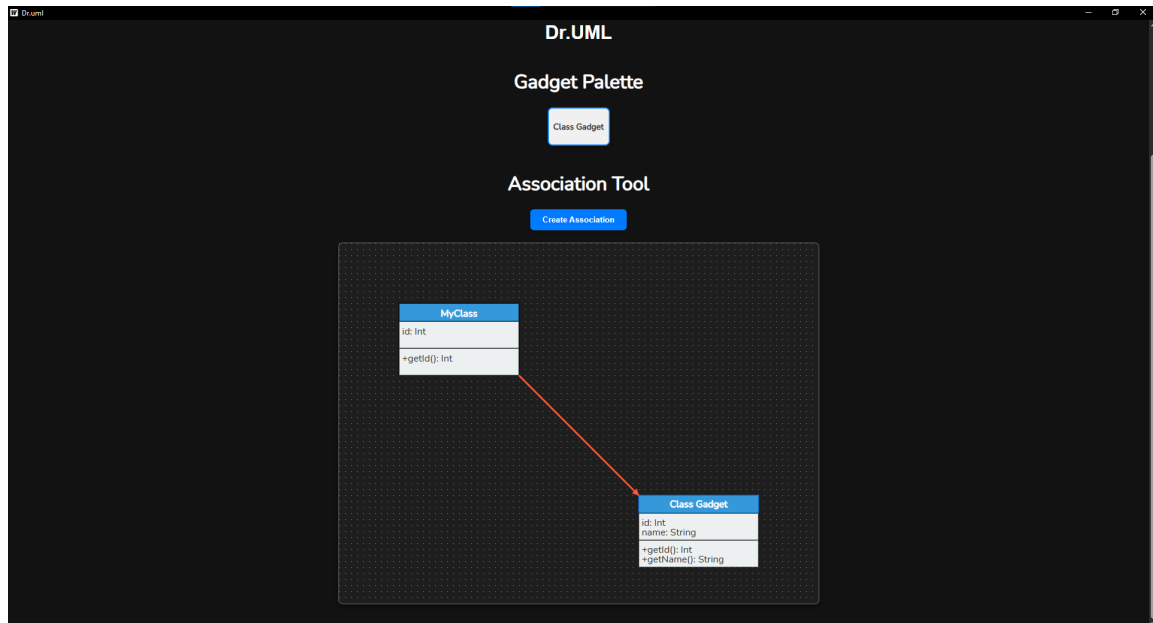 Dr.uml
Dr.UML
Gadget Palette
Class Gadget
Association Tool
Create Association
MyClass
id: Int
+getId(): Int
Class Gadget
id: Int
name: String
+getId(): Int
+getName(): String